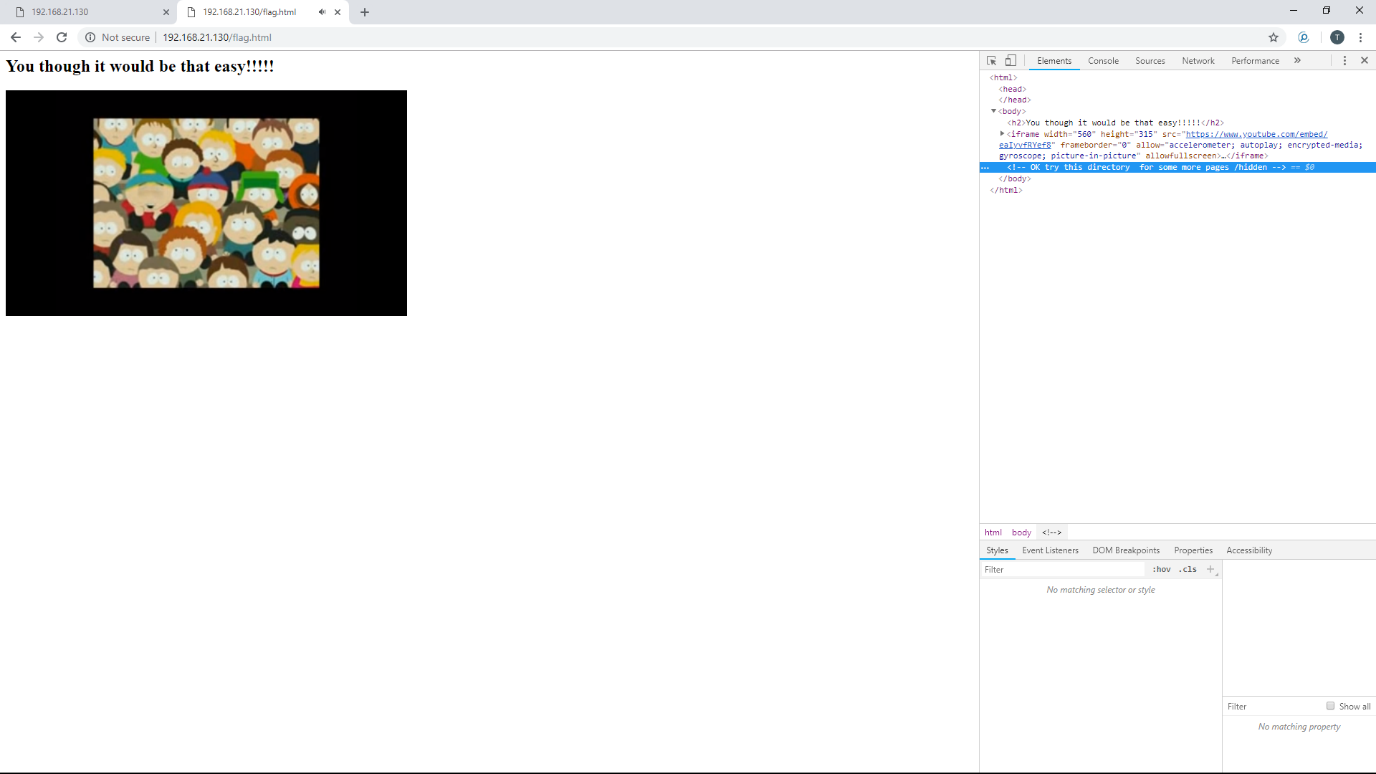 192.168.21.130
192.168.21.130/flag.html
Not secure
192.168.21.130/flag.html
T
You though it would be that easy!!!!!
Elements Console Sources Network Performance »
<html>
<head>
</head>
<body>
<h2>You though it would be that easy!!!!!</h2>
<iframe width="560" height="315" src="https://www.youtube.com/embed/
eaIyvfRYef8" frameborder="0" allow="accelerometer; autoplay; encrypted-media;
gyroscope; picture-in-picture" allowfullscreen>…</iframe>
<!-- OK try this directory  for some more pages /hidden --> == $0
</body>
</html>
html body <!-->
Styles Event Listeners DOM Breakpoints Properties Accessibility
Filter :hov .cls +
No matching selector or style
Filter Show all
No matching property